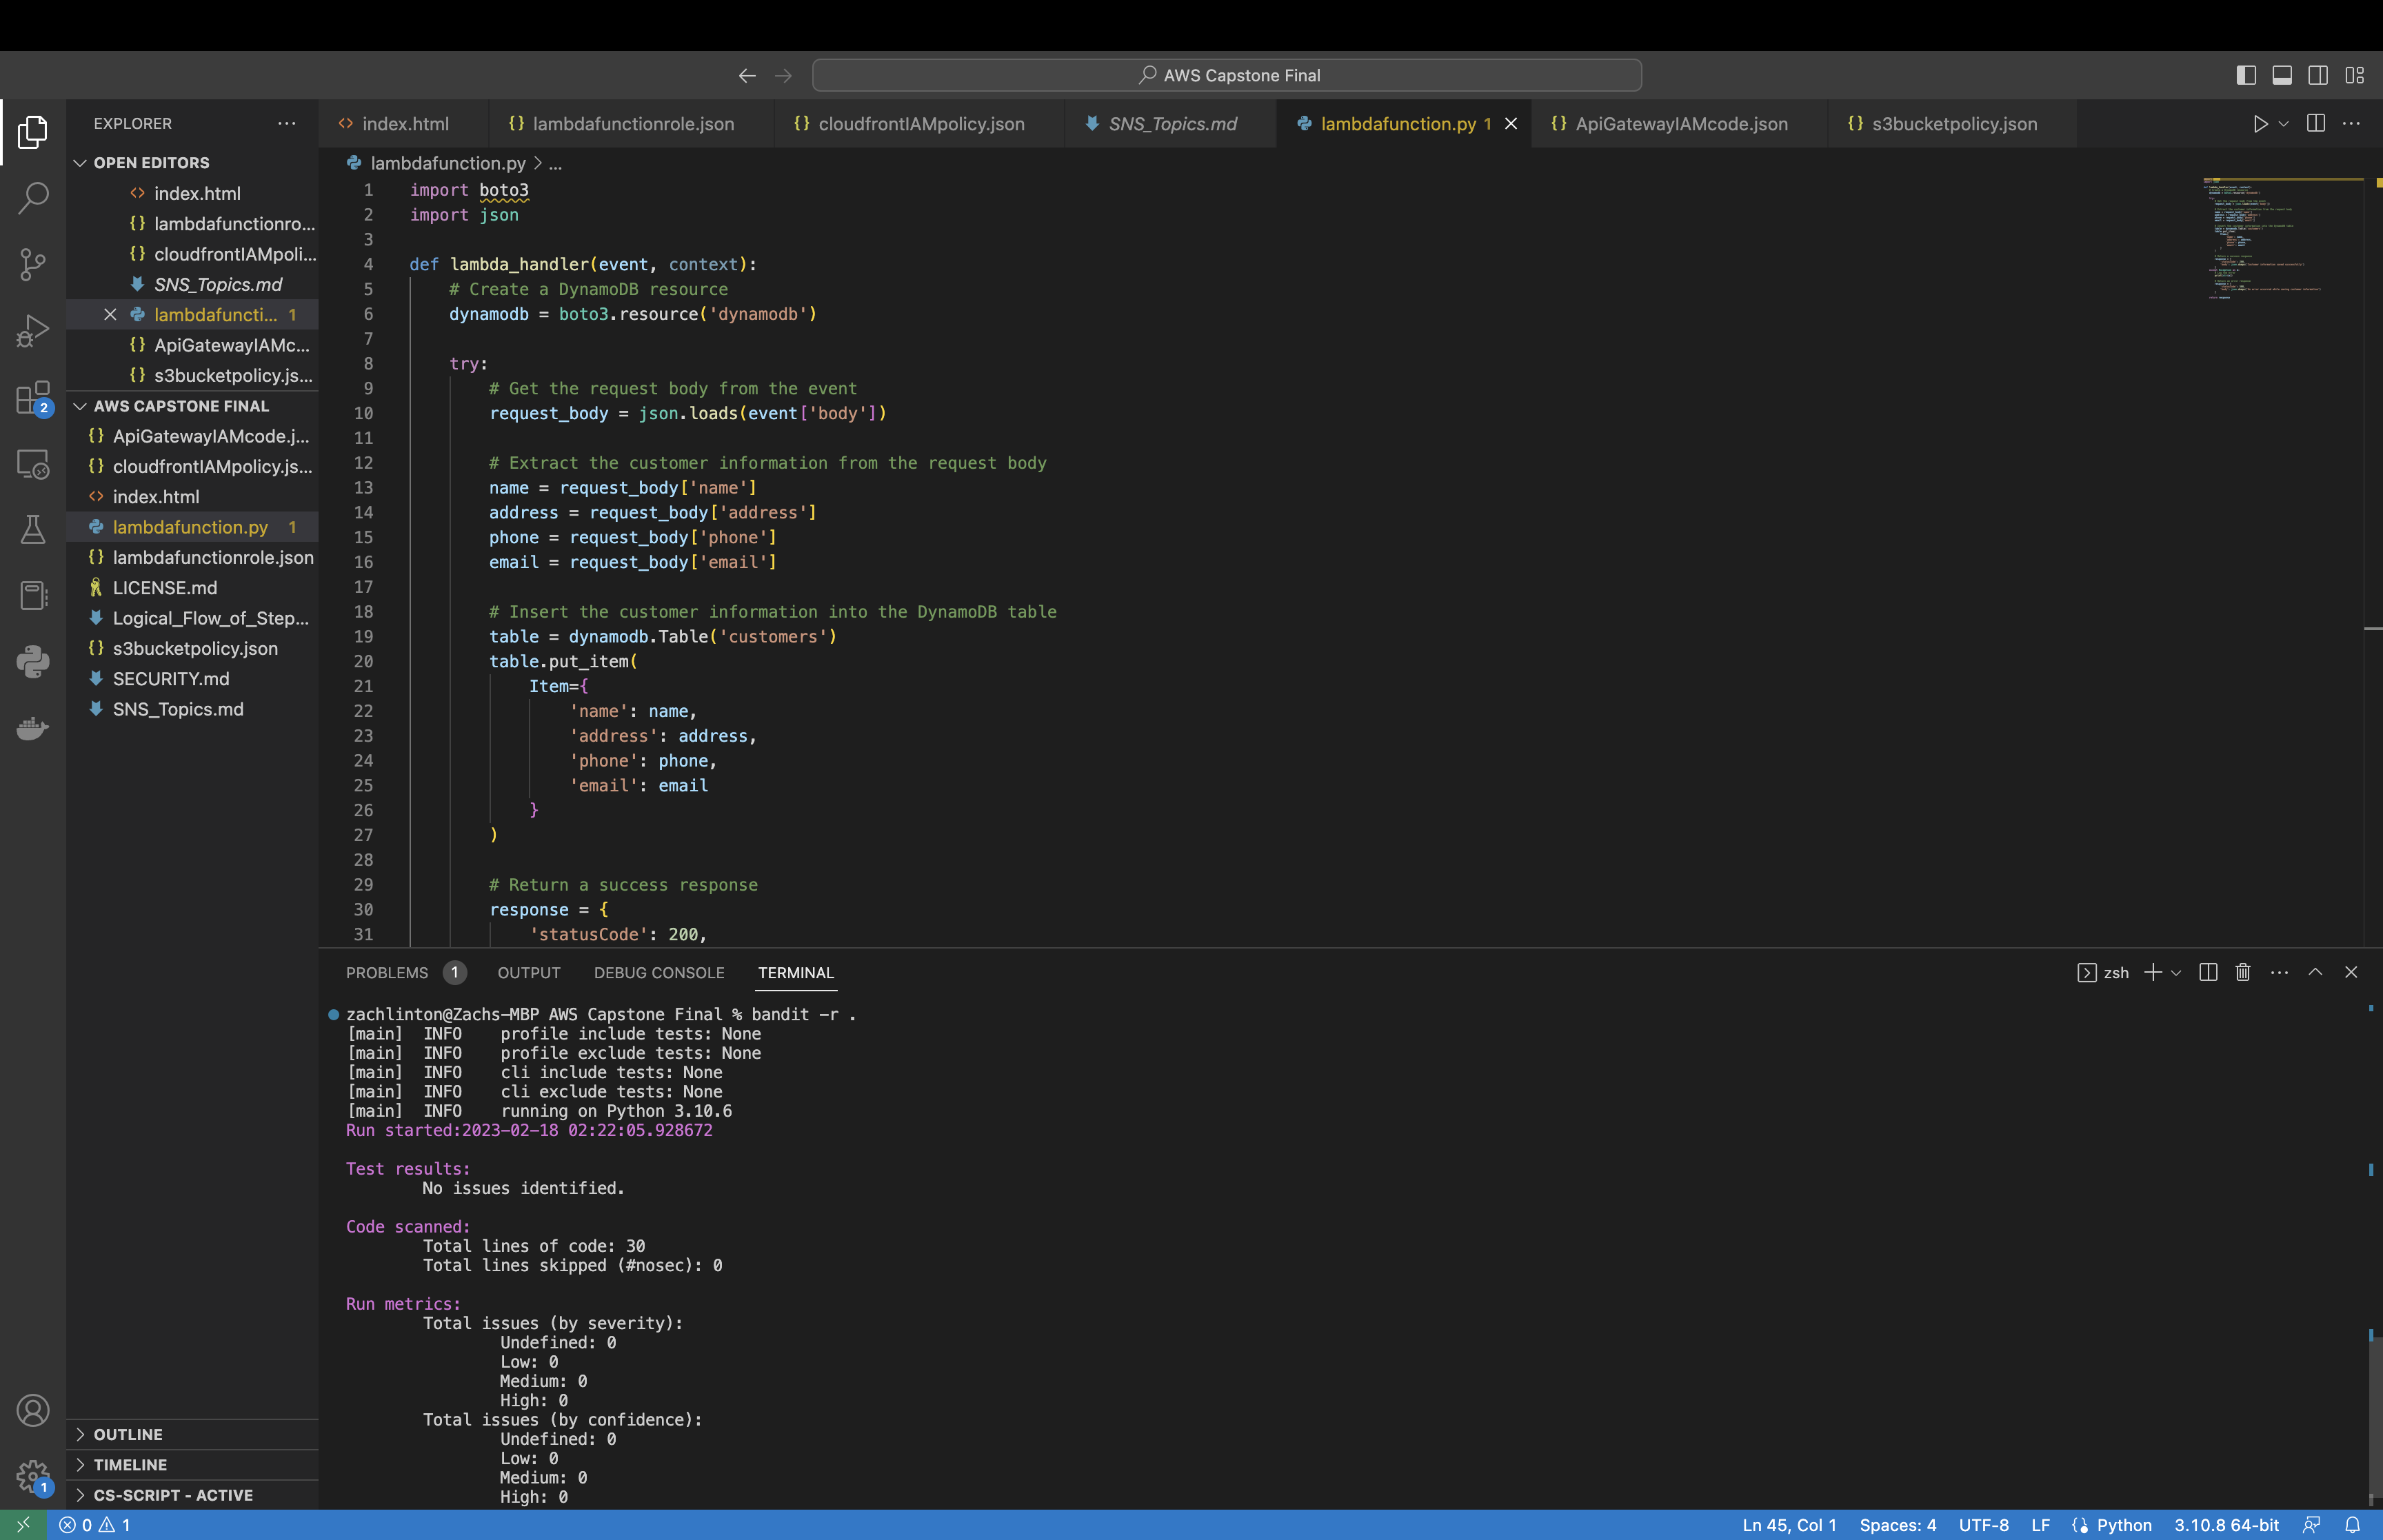 AWS Capstone Final
EXPLORER
OPEN EDITORS
index.html
lambdafunctionro...
cloudfrontIAMpoli...
SNS_Topics.md
lambdafuncti... 1
ApiGatewayIAMc...
s3bucketpolicy.js...
AWS CAPSTONE FINAL
ApiGatewayIAMcode.j...
cloudfrontIAMpolicy.js...
index.html
lambdafunction.py 1
lambdafunctionrole.json
LICENSE.md
Logical_Flow_of_Step...
s3bucketpolicy.json
SECURITY.md
SNS_Topics.md
2
OUTLINE
TIMELINE
CS-SCRIPT - ACTIVE
1
index.html
lambdafunctionrole.json
cloudfrontIAMpolicy.json
SNS_Topics.md
lambdafunction.py 1
ApiGatewayIAMcode.json
s3bucketpolicy.json
lambdafunction.py > ...
1 import boto3
2 import json
3
4 def lambda_handler(event, context):
5 # Create a DynamoDB resource
6 dynamodb = boto3.resource('dynamodb')
7
8 try:
9 # Get the request body from the event
10 request_body = json.loads(event['body'])
11
12 # Extract the customer information from the request body
13 name = request_body['name']
14 address = request_body['address']
15 phone = request_body['phone']
16 email = request_body['email']
17
18 # Insert the customer information into the DynamoDB table
19 table = dynamodb.Table('customers')
20 table.put_item(
21 Item={
22 'name': name,
23 'address': address,
24 'phone': phone,
25 'email': email
26 }
27 )
28
29 # Return a success response
30 response = {
31 'statusCode': 200,
PROBLEMS 1 OUTPUT DEBUG CONSOLE TERMINAL
zsh
zachlinton@Zachs-MBP AWS Capstone Final % bandit -r .
[main] INFO profile include tests: None
[main] INFO profile exclude tests: None
[main] INFO cli include tests: None
[main] INFO cli exclude tests: None
[main] INFO running on Python 3.10.6
Run started:2023-02-18 02:22:05.928672
Test results:
No issues identified.
Code scanned:
Total lines of code: 30
Total lines skipped (#nosec): 0
Run metrics:
Total issues (by severity):
Undefined: 0
Low: 0
Medium: 0
High: 0
Total issues (by confidence):
Undefined: 0
Low: 0
Medium: 0
High: 0
0 1
Ln 45, Col 1 Spaces: 4 UTF-8 LF Python 3.10.8 64-bit